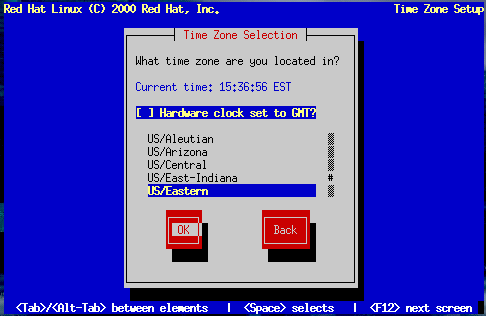 Red Hat Linux (C) 2000 Red Hat, Inc. Time Zone Setup
Time Zone Selection
What time zone are you located in?
Current time: 15:36:56 EST
[ ] Hardware clock set to GMT?
US/Aleutian
US/Arizona
US/Central
US/East-Indiana #
US/Eastern
OK Back
<Tab>/<Alt-Tab> between elements | <Space> selects | <F12> next screen